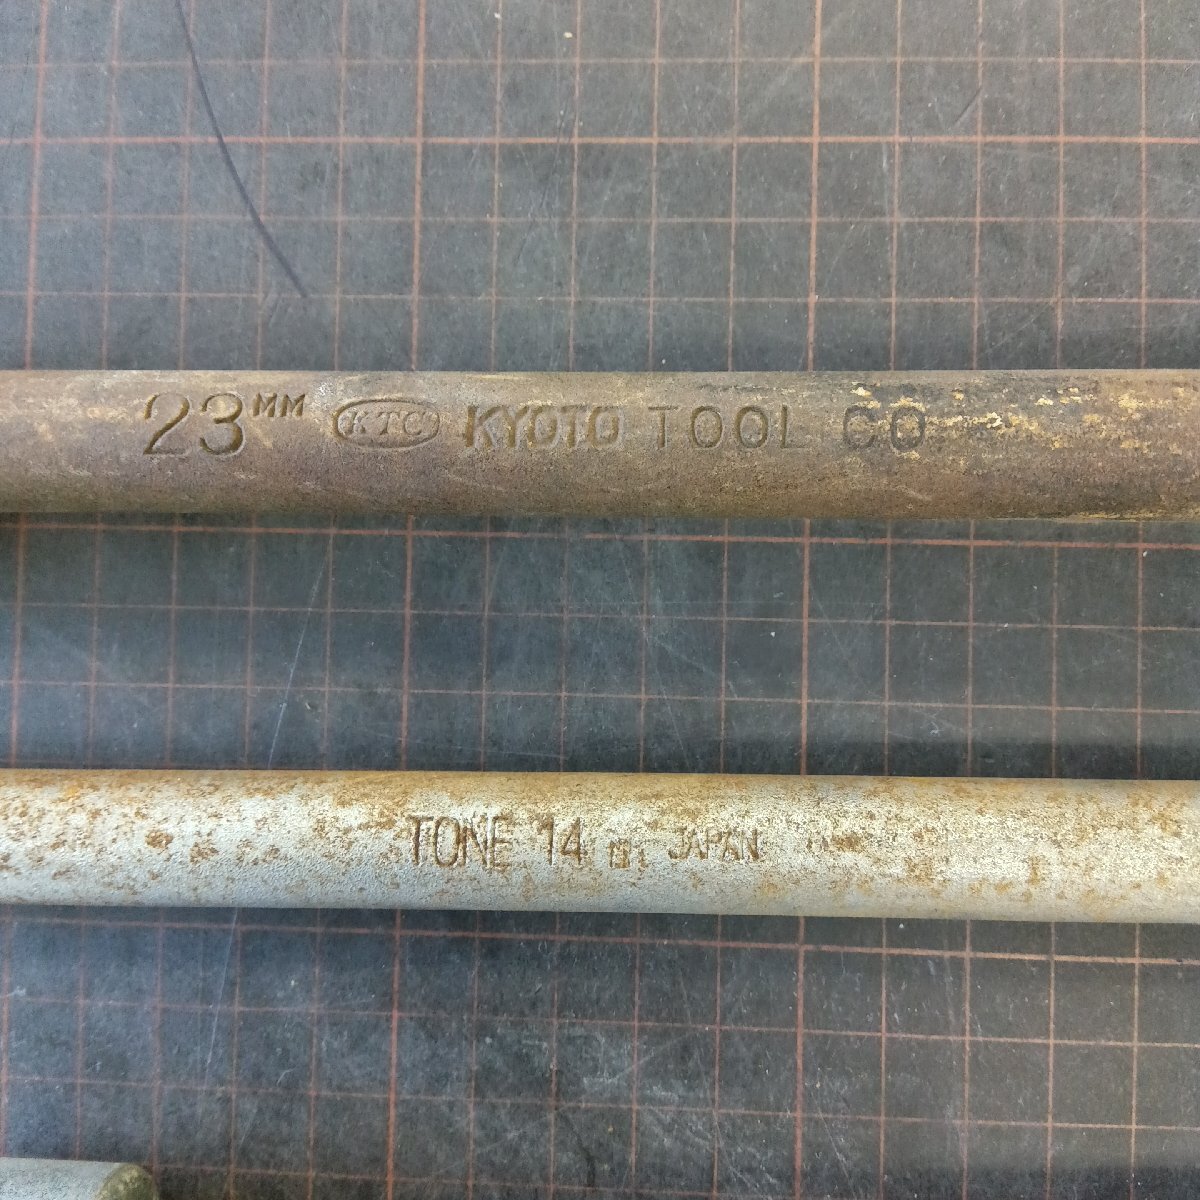 23MM KTC KYOTO TOOL CO
TONE 14 JAPAN